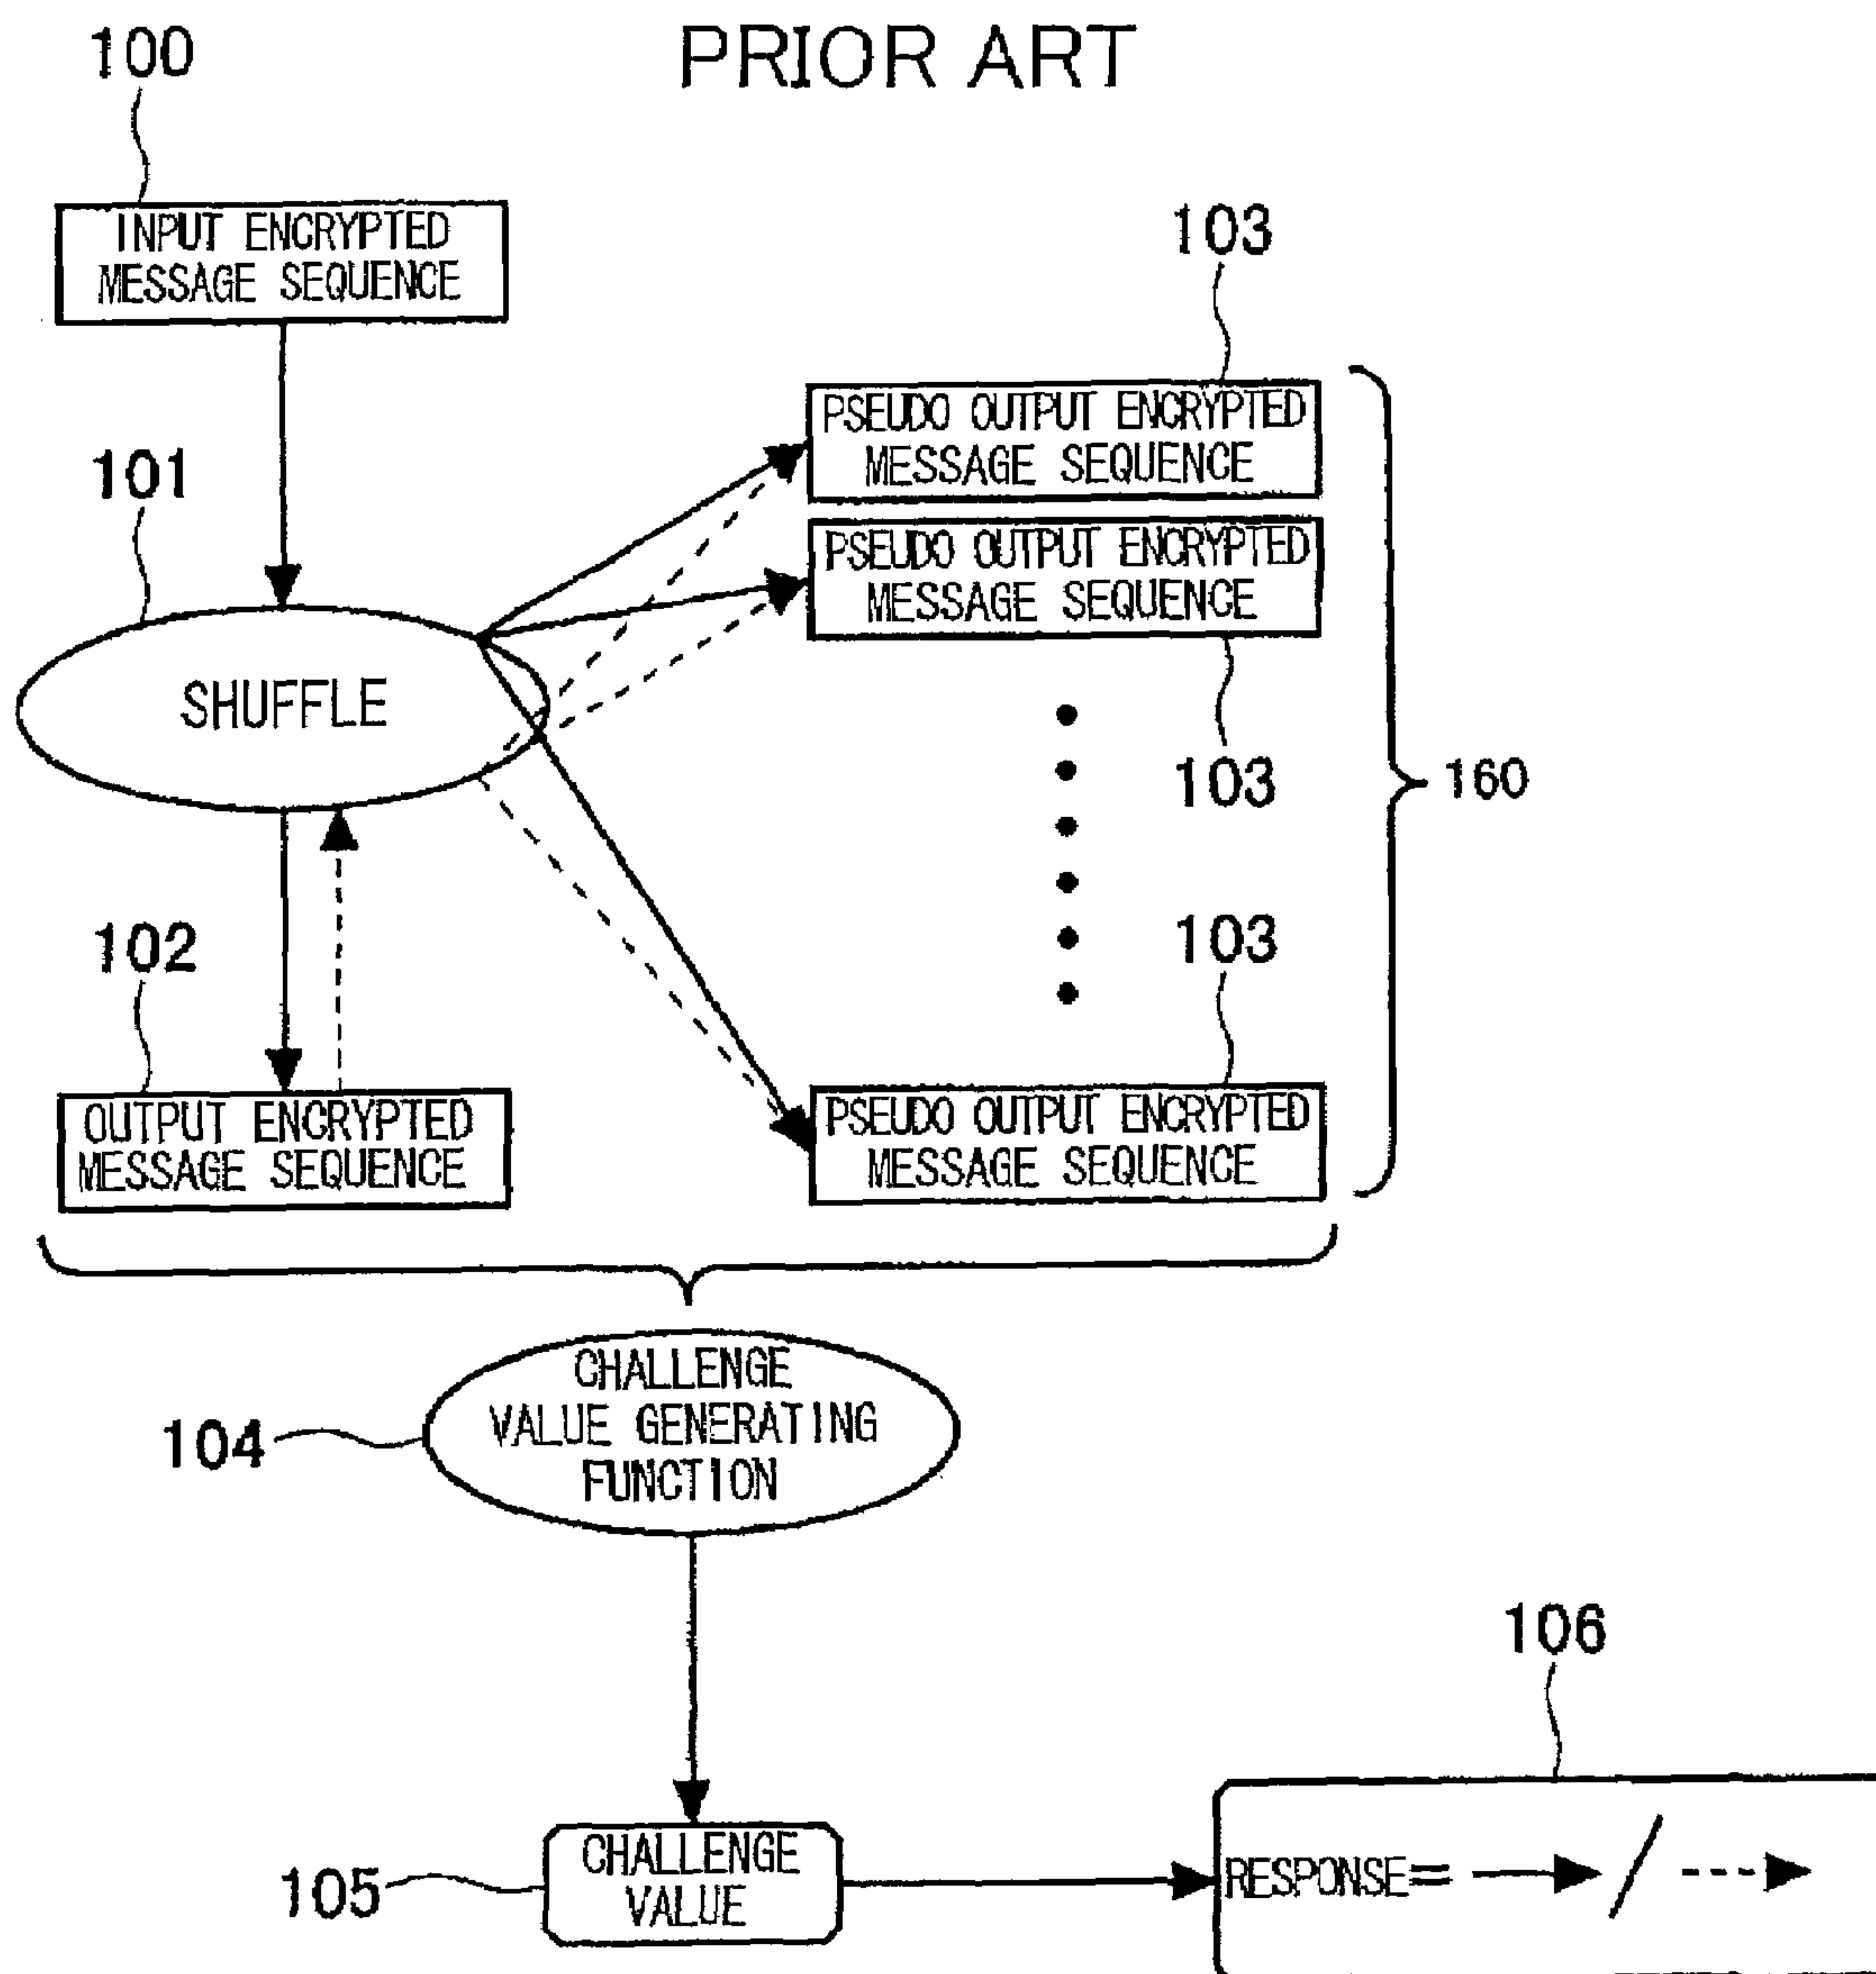 PRIOR ART
100
INPUT ENCRYPTED
MESSAGE SEQUENCE
103
PSEUDO OUTPUT ENCRYPTED
MESSAGE SEQUENCE
101
PSEUDO OUTPUT ENCRYPTED
MESSAGE SEQUENCE
SHUFFLE
103
160
102
103
OUTPUT ENCRYPTED
MESSAGE SEQUENCE
PSEUDO OUTPUT ENCRYPTED
MESSAGE SEQUENCE
CHALLENGE
VALUE GENERATING
FUNCTION
104
106
CHALLENGE
VALUE
105
RESPONSE= /